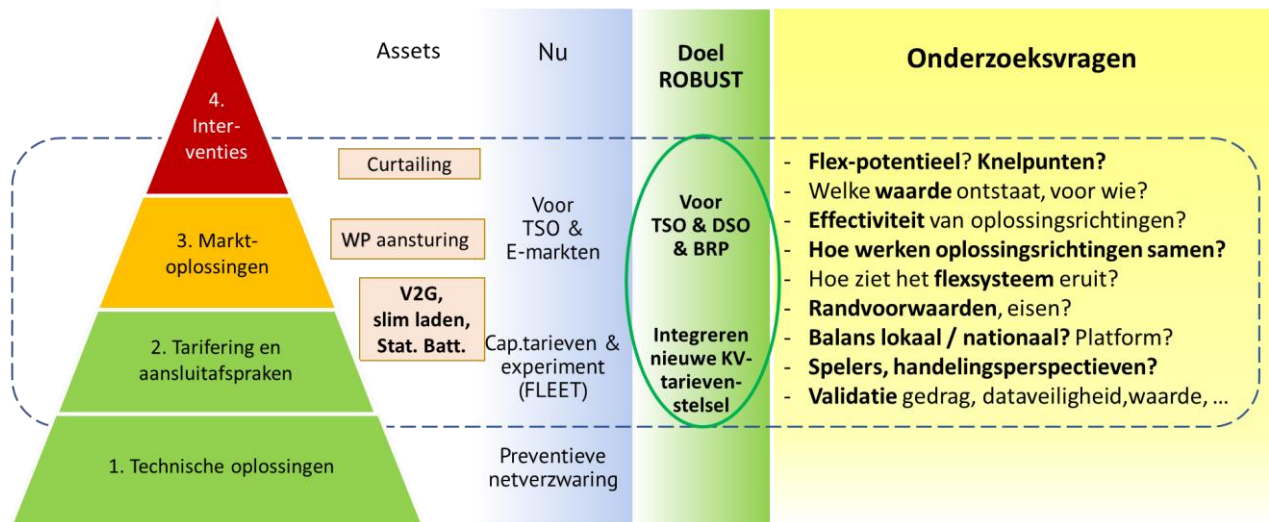 4.
Inter-
venties
3. Markt-
oplossingen
2. Tarifering en
aansluitafspraken
1. Technische oplossingen
Assets
Curtailing
WP aansturing
V2G,
slim laden,
Stat. Batt.
Nu
Voor
TSO &
E-markten
Cap.tarieven &
experiment
(FLEET)
Preventieve
netverzwaring
Doel
ROBUST
Voor
TSO & DSO
& BRP
Integreren
nieuwe KV-
tarieven-
stelsel
Onderzoeksvragen
- Flex-potentieel? Knelpunten?
- Welke waarde ontstaat, voor wie?
- Effectiviteit van oplossingsrichtingen?
- Hoe werken oplossingsrichtingen samen?
- Hoe ziet het flexsysteem eruit?
- Randvoorwaarden, eisen?
- Balans lokaal / nationaal? Platform?
- Spelers, handelingsperspectieven?
- Validatie gedrag, dataveiligheid,waarde, ...